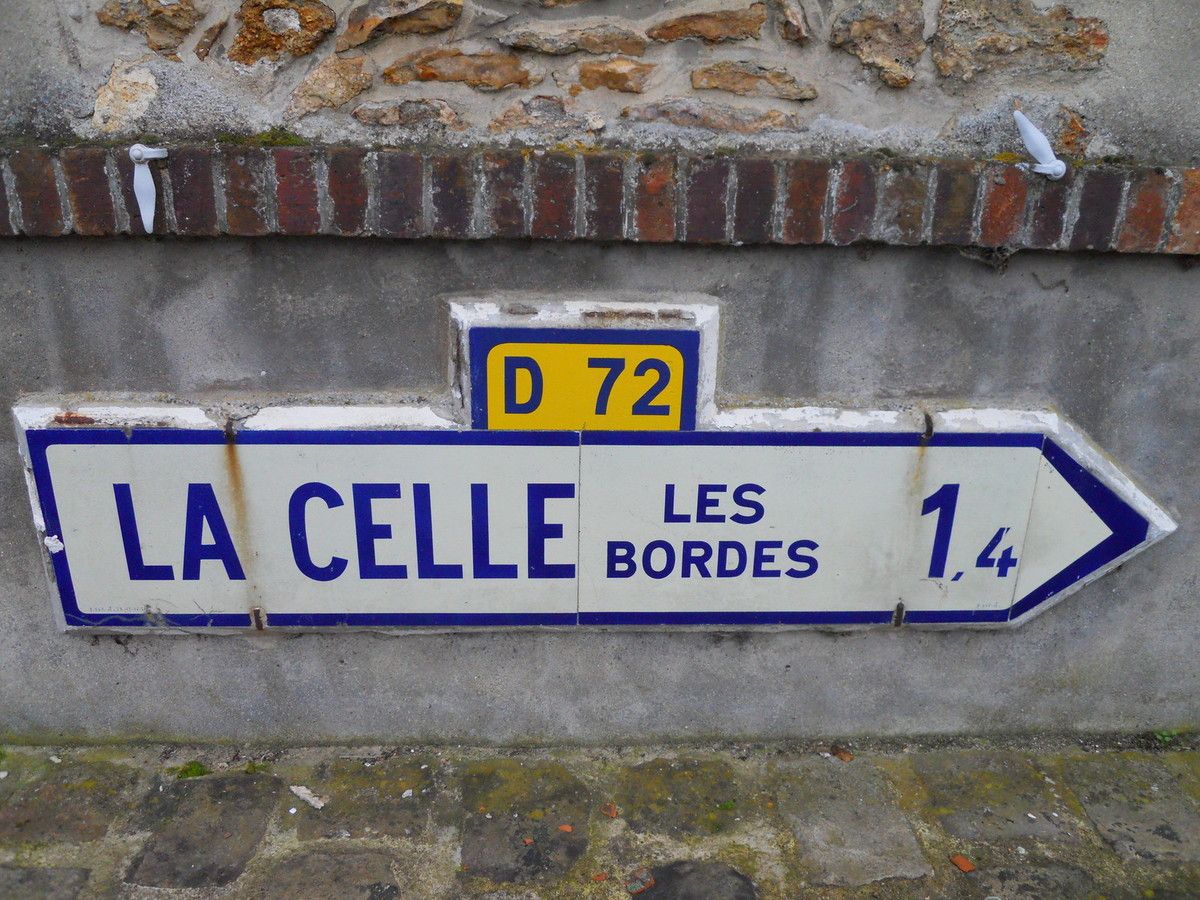 D 72
LA CELLE
LES
BORDES
1,4